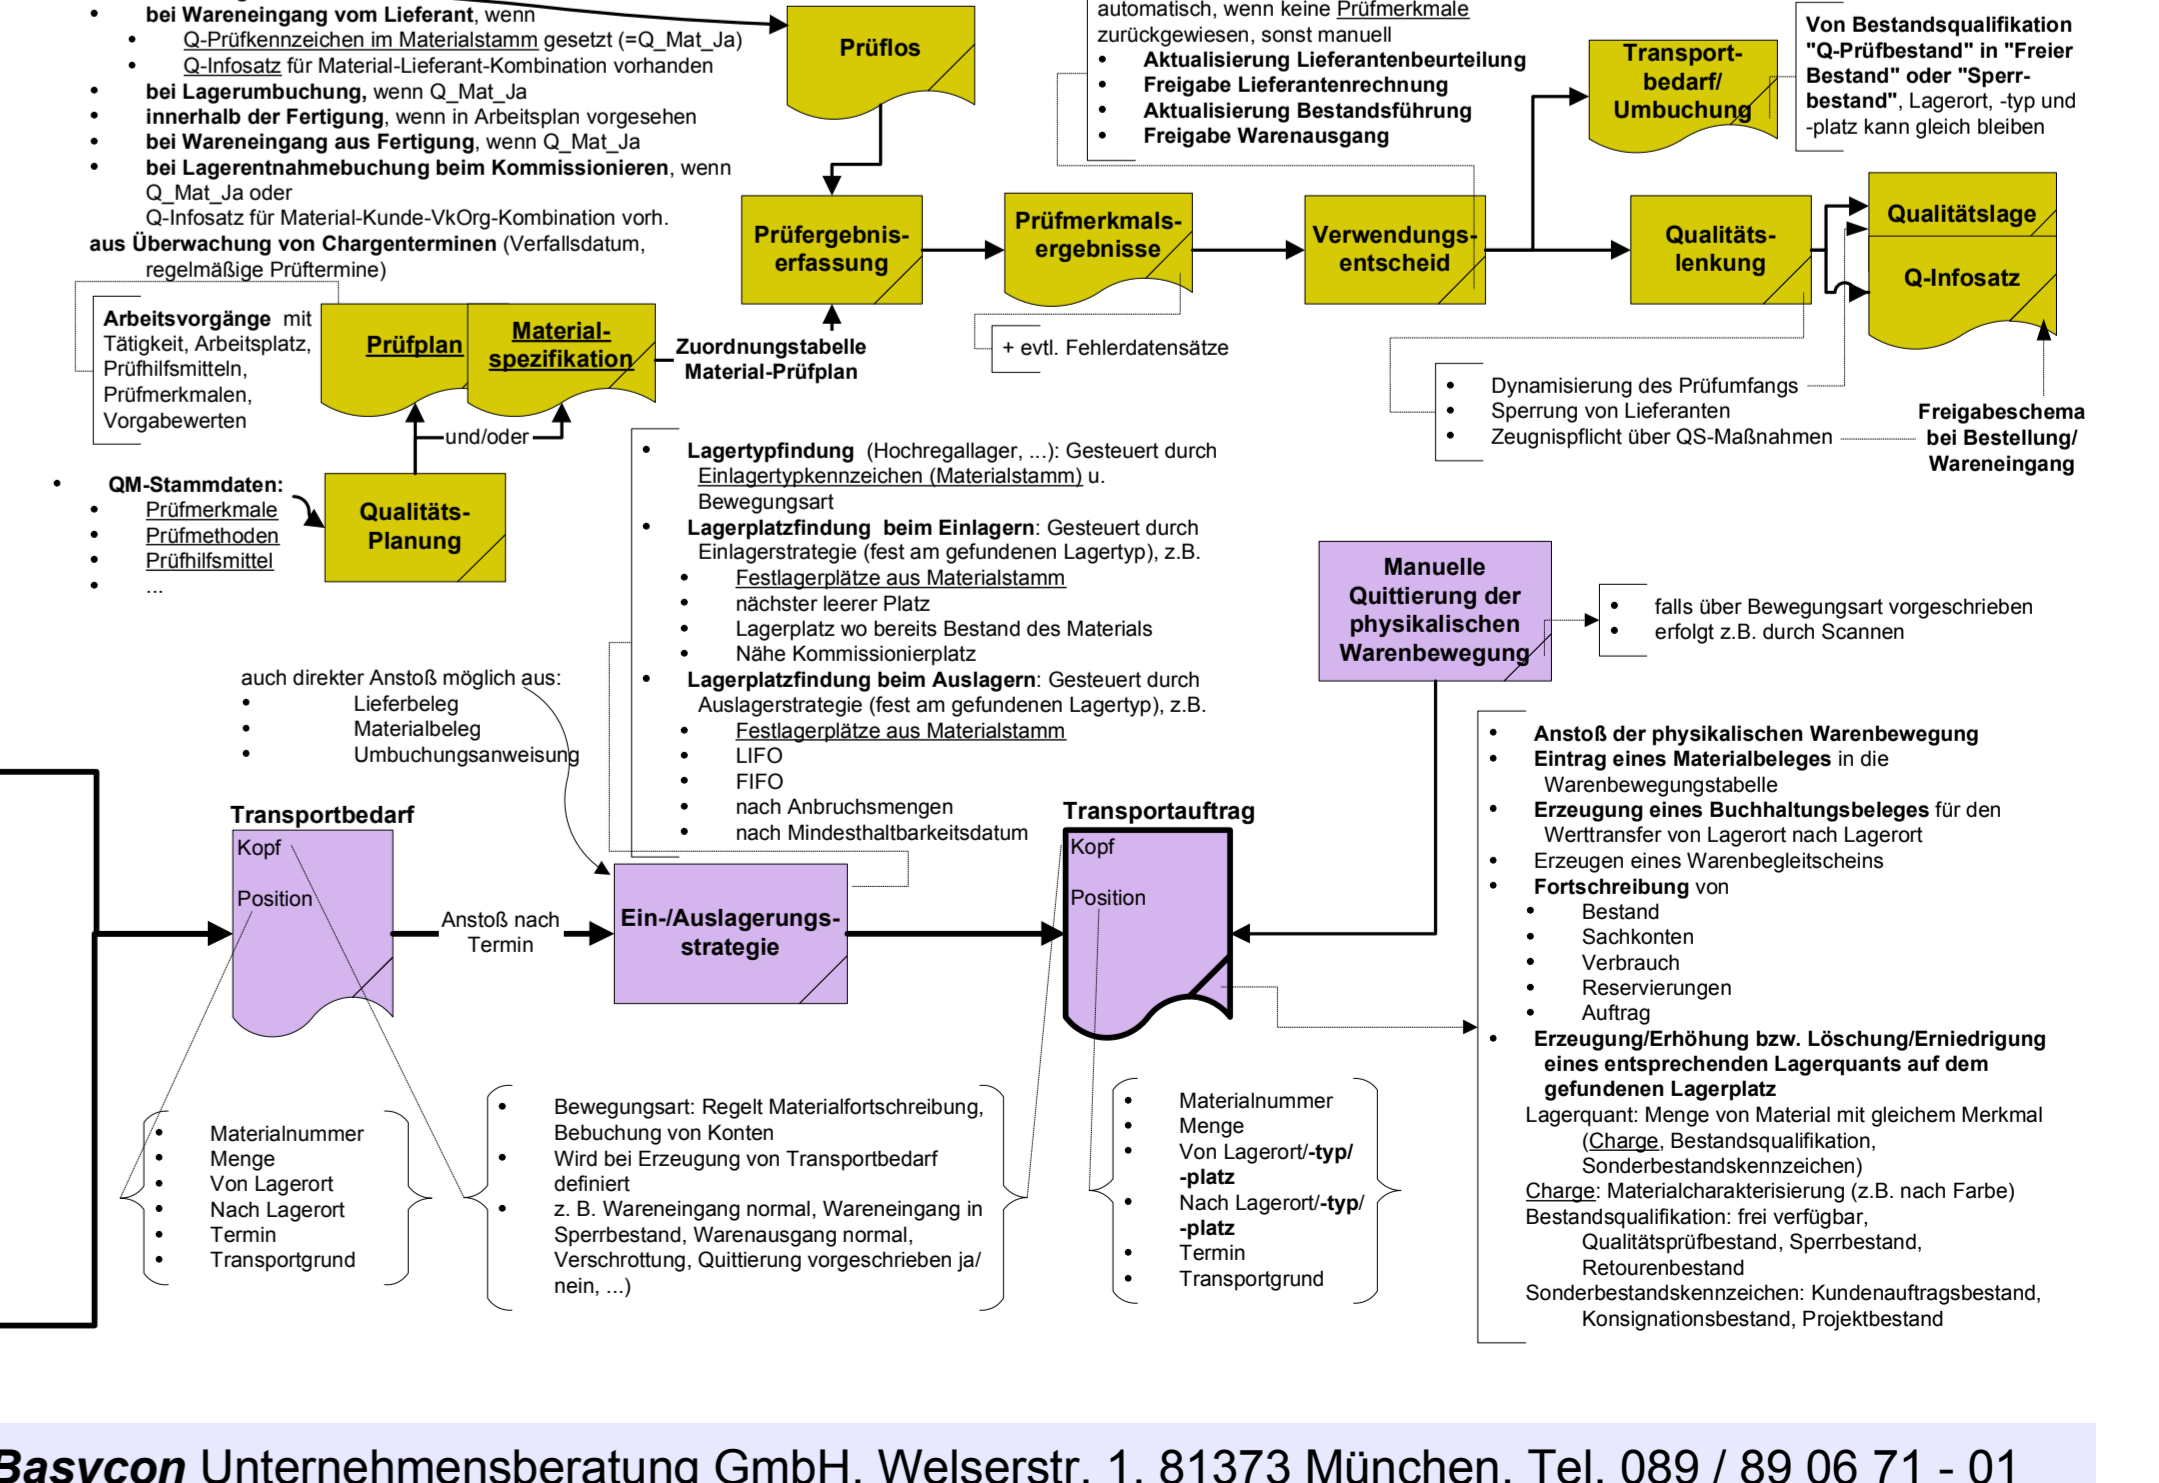 bei Wareneingang vom Lieferant, wenn
Q-Prüfkennzeichen im Materialstamm gesetzt (=Q_Mat_Ja)
Q-Infosatz für Material-Lieferant-Kombination vorhanden
bei Lagerumbuchung, wenn Q_Mat_Ja
innerhalb der Fertigung, wenn in Arbeitsplan vorgesehen
bei Wareneingang aus Fertigung, wenn Q_Mat_Ja
bei Lagerentnahmebuchung beim Kommissionieren, wenn
Q_Mat_Ja oder
Q-Infosatz für Material-Kunde-VkOrg-Kombination vorh.
aus Überwachung von Chargenterminen (Verfallsdatum,
regelmäßige Prüftermine)
Prüflos
automatisch, wenn keine Prüfmerkmale
zurückgewiesen, sonst manuell
Aktualisierung Lieferantenbeurteilung
Freigabe Lieferantenrechnung
Aktualisierung Bestandsführung
Freigabe Warenausgang
Transport-
bedarf/
Umbuchung
Von Bestandsqualifikation
"Q-Prüfbestand" in "Freier
Bestand" oder "Sperr-
bestand", Lagerort, -typ und
-platz kann gleich bleiben
Prüfergebnis-
erfassung
Prüfmerkmals-
ergebnisse
Verwendungs-
entscheid
Qualitäts-
lenkung
Qualitätslage
Q-Infosatz
Arbeitsvorgänge mit
Tätigkeit, Arbeitsplatz,
Prüfhilfsmitteln,
Prüfmerkmalen,
Vorgabewerten
Prüfplan
Material-
spezifikation
Zuordnungstabelle
Material-Prüfplan
+ evtl. Fehlerdatensätze
Dynamisierung des Prüfumfangs
Sperrung von Lieferanten
Zeugnispflicht über QS-Maßnahmen
Freigabeschema
bei Bestellung/
Wareneingang
und/oder
QM-Stammdaten:
Prüfmerkmale
Prüfmethoden
Prüfhilfsmittel
...
Qualitäts-
Planung
Lagertypfindung (Hochregallager, ...): Gesteuert durch
Einlagertypkennzeichen (Materialstamm) u.
Bewegungsart
Lagerplatzfindung beim Einlagern: Gesteuert durch
Einlagerstrategie (fest am gefundenen Lagertyp), z.B.
Festlagerplätze aus Materialstamm
nächster leerer Platz
Lagerplatz wo bereits Bestand des Materials
Nähe Kommissionierplatz
Lagerplatzfindung beim Auslagern: Gesteuert durch
Auslagerstrategie (fest am gefundenen Lagertyp), z.B.
Festlagerplätze aus Materialstamm
LIFO
FIFO
nach Anbruchsmengen
nach Mindesthaltbarkeitsdatum
Manuelle
Quittierung der
physikalischen
Warenbewegung
falls über Bewegungsart vorgeschrieben
erfolgt z.B. durch Scannen
auch direkter Anstoß möglich aus:
Lieferbeleg
Materialbeleg
Umbuchungsanweisung
Transportbedarf
Kopf
Position
Anstoß nach
Termin
Ein-/Auslagerungs-
strategie
Transportauftrag
Kopf
Position
Anstoß der physikalischen Warenbewegung
Eintrag eines Materialbeleges in die
Warenbewegungstabelle
Erzeugung eines Buchhaltungsbeleges für den
Werttransfer von Lagerort nach Lagerort
Erzeugen eines Warenbegleitscheins
Fortschreibung von
Bestand
Sachkonten
Verbrauch
Reservierungen
Auftrag
Erzeugung/Erhöhung bzw. Löschung/Erniedrigung
eines entsprechenden Lagerquants auf dem
gefundenen Lagerplatz
Lagerquant: Menge von Material mit gleichem Merkmal
(Charge, Bestandsqualifikation,
Sonderbestandskennzeichen)
Charge: Materialcharakterisierung (z.B. nach Farbe)
Bestandsqualifikation: frei verfügbar,
Qualitätsprüfbestand, Sperrbestand,
Retourenbestand
Sonderbestandskennzeichen: Kundenauftragsbestand,
Konsignationsbestand, Projektbestand
Materialnummer
Menge
Von Lagerort
Nach Lagerort
Termin
Transportgrund
Bewegungsart: Regelt Materialfortschreibung,
Bebuchung von Konten
Wird bei Erzeugung von Transportbedarf
definiert
z. B. Wareneingang normal, Wareneingang in
Sperrbestand, Warenausgang normal,
Verschrottung, Quittierung vorgeschrieben ja/
nein, ...)
Materialnummer
Menge
Von Lagerort/-typ/
-platz
Nach Lagerort/-typ/
-platz
Termin
Transportgrund
Basycon Unternehmensberatung GmbH, Welserstr. 1, 81373 München, Tel. 089 / 89 06 71 - 01